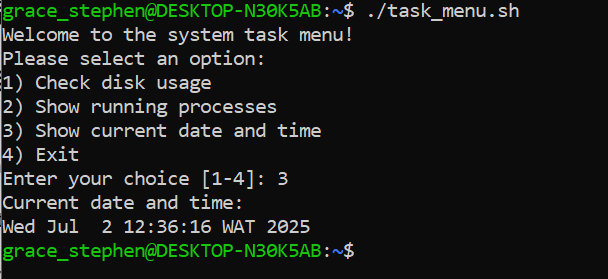 grace_stephen@DESKTOP-N30K5AB:~$ ./task_menu.sh
Welcome to the system task menu!
Please select an option:
1) Check disk usage
2) Show running processes
3) Show current date and time
4) Exit
Enter your choice [1-4]: 3
Current date and time:
Wed Jul  2 12:36:16 WAT 2025
grace_stephen@DESKTOP-N30K5AB:~$